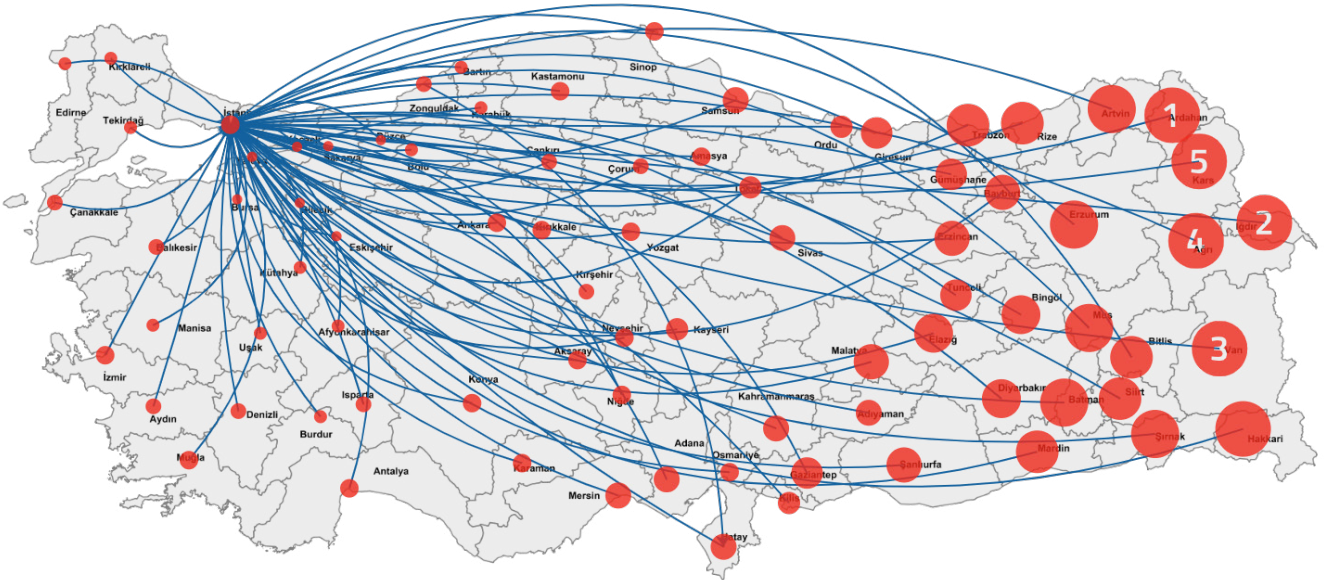 Kırklareli
Edirne
Tekirdağ
Sinop
Bartın
Kastamonu
Zonguldak
Karabük
Samsun
Artvin
1
Ardahan
Ordu
Giresun
Trabzon
Rize
Düzce
Bolu
Çankırı
Çorum
Amasya
5
Kars
Gümüşhane
Bayburt
Çanakkale
Bursa
Bilecik
Ankara
Kırıkkale
Yozgat
Sivas
Erzincan
Erzurum
4
Ağrı
2
Iğdır
Balıkesir
Eskişehir
Kütahya
Kırşehir
Tunceli
Bingöl
Muş
Manisa
Uşak
Afyonkarahisar
Nevşehir
Kayseri
Elazığ
Bitlis
3
Van
İzmir
Aksaray
Malatya
Konya
Niğde
Kahramanmaraş
Diyarbakır
Batman
Siirt
Aydın
Denizli
Isparta
Burdur
Adıyaman
Muğla
Antalya
Karaman
Adana
Osmaniye
Gaziantep
Şanlıurfa
Mardin
Şırnak
Hakkari
Mersin
Kilis
Hatay